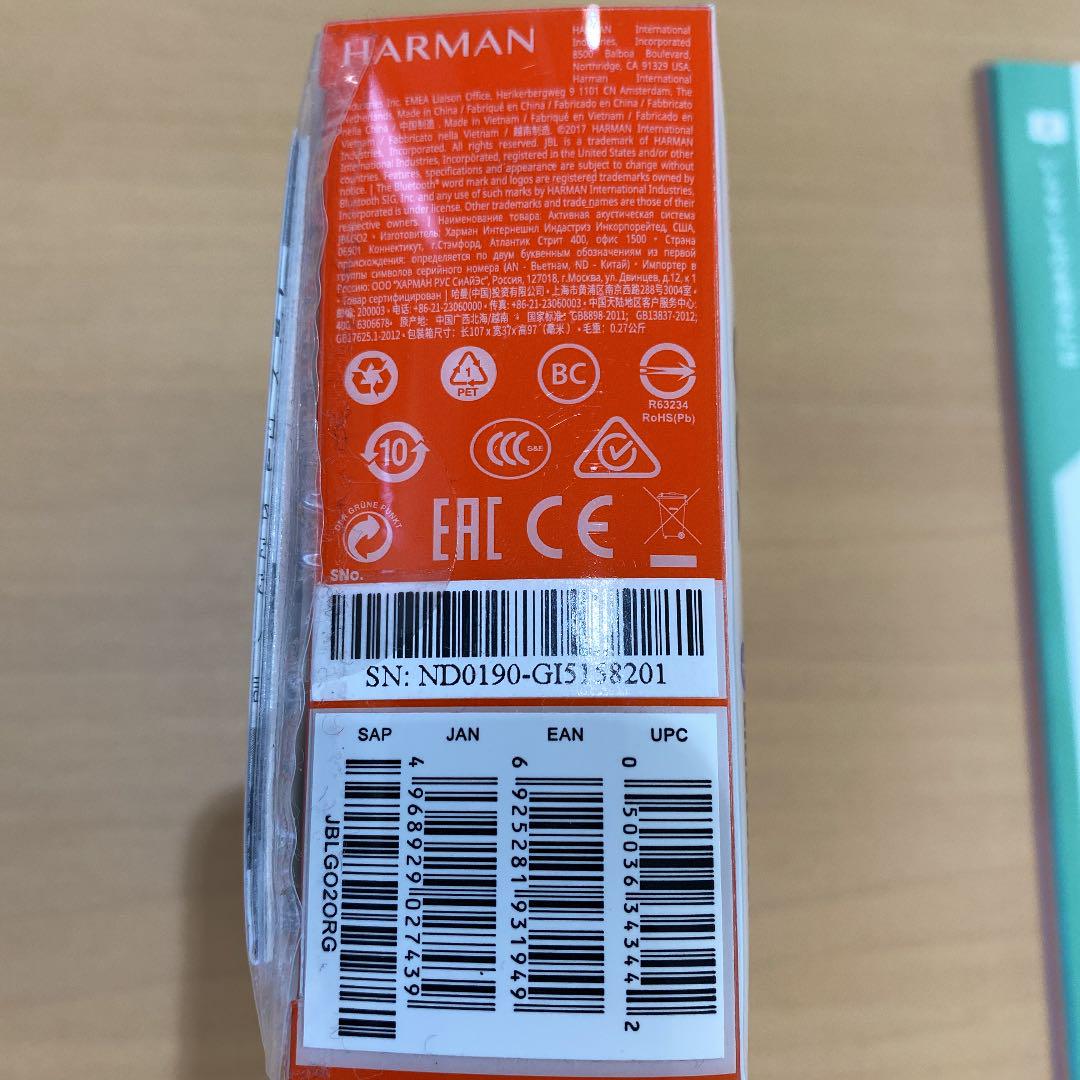 HARMAN
HARMAN International
Industries, Incorporated
8500 Balboa Boulevard,
Northridge, CA 91329 USA.
Harman International
Industries Inc. EMEA Liaison Office, Herikerbergweg 9 1101 CN Amsterdam, The
Netherlands. Made in China / Fabriqué en China / Fabricado en China / Fabbricato
nella China / 中国制造 . Made in Vietnam / Fabriqué en Vietnam / Fabricado en
Vietnam / Fabbricato nella Vietnam / 越南制造. ©2017 HARMAN International
Industries, Incorporated. All rights reserved. JBL is a trademark of HARMAN
International Industries, Incorporated, registered in the United States and/or other
countries. Features, specifications and appearance are subject to change without
notice. | The Bluetooth® word mark and logos are registered trademarks owned by
Bluetooth SIG, Inc. and any use of such marks by HARMAN International Industries,
Incorporated is under license. Other trademarks and trade names are those of their
respective owners. | Наименование товара: Активная акустическая система
JBLGO2 • Изготовитель: Харман Интернешнл Индастриз Инкорпорейтед, США,
06901 Коннектикут, г.Стэмфорд, Атлантик Стрит 400, офис 1500 • Страна
происхождения: определяется по двум буквенным обозначениям из первой
группы символов серийного номера (AN - Вьетнам, ND - Китай) • Импортер в
Россию: ООО "ХАРМАН РУС СиАйЭс", Россия, 127018, г.Москва, ул. Двинцев, д.12, к 1
• Товар сертифицирован | 哈曼(中国)投资有限公司 • 上海市黄浦区南京西路288号3004室 •
邮编: 200003 • 电话: +86-21-23060000 • 传真: +86-21-23060003 • 中国大陆地区客户服务中心:
400 6306678 • 原产地: 中国广西北海/越南 • 国家标准: GB8898-2011; GB13837-2012;
GB17625.1-2012 • 包装箱尺寸: 长107 x 宽37x 高97 (毫米) • 毛重: 0.27公斤
1
PET
BC
R63234
RoHS(Pb)
10
CCC S&E
DER GRÜNE PUNKT
EAC CE
SNo.
SN: ND0190-GI5158201
SAP JAN EAN UPC
JBLGO2ORG
4 968929 027439
6 925281 931949
0 50036 34344 2